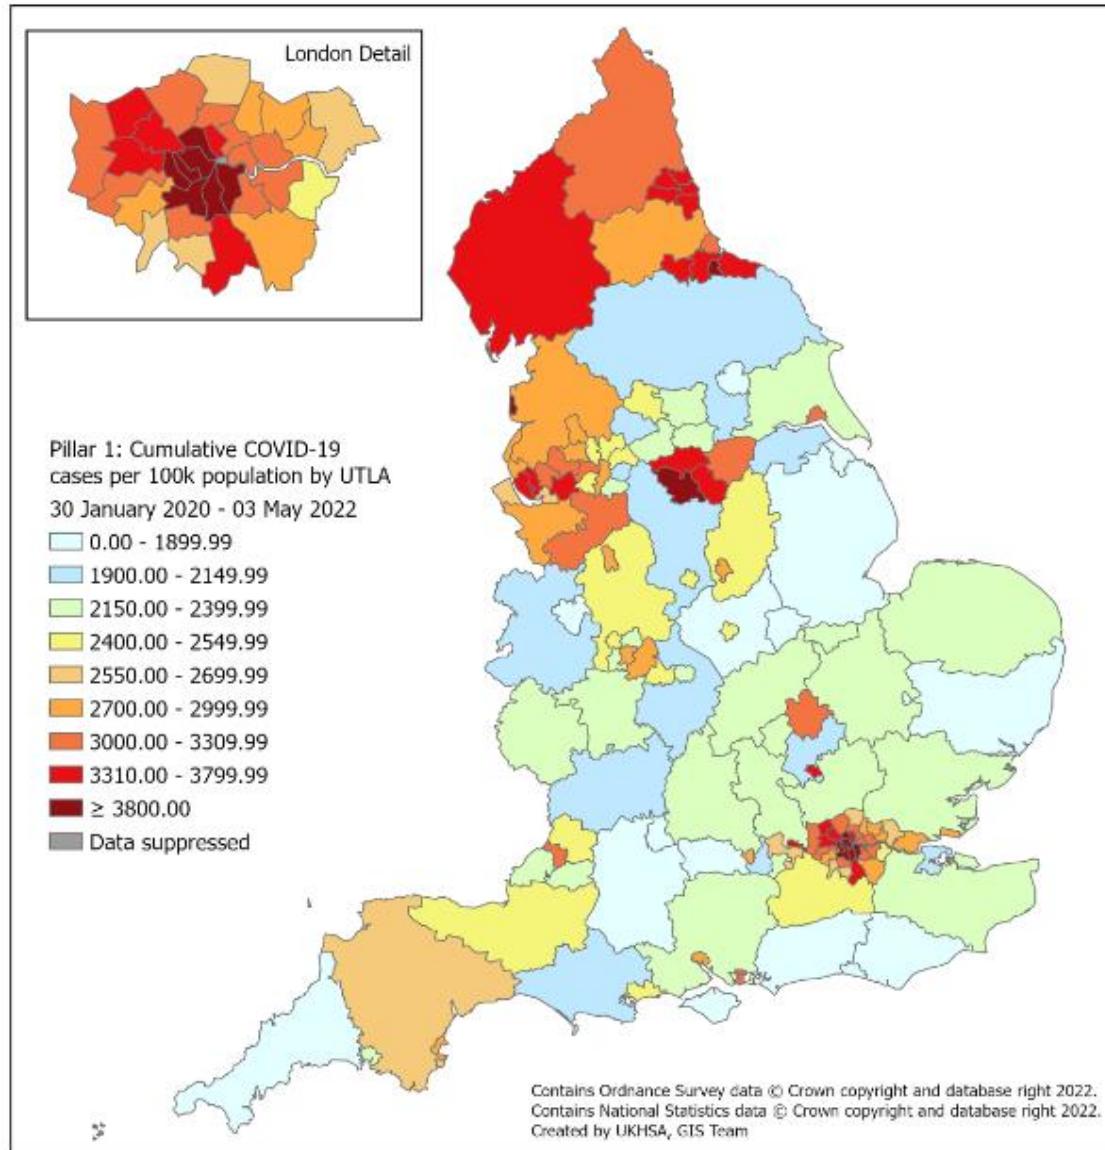 London Detail
Pillar 1: Cumulative COVID-19
cases per 100k population by UTLA
30 January 2020 - 03 May 2022
0.00 - 1899.99
1900.00 - 2149.99
2150.00 - 2399.99
2400.00 - 2549.99
2550.00 - 2699.99
2700.00 - 2999.99
3000.00 - 3309.99
3310.00 - 3799.99
≥ 3800.00
Data suppressed
Contains Ordnance Survey data © Crown copyright and database right 2022.
Contains National Statistics data © Crown copyright and database right 2022.
Created by UKHSA, GIS Team